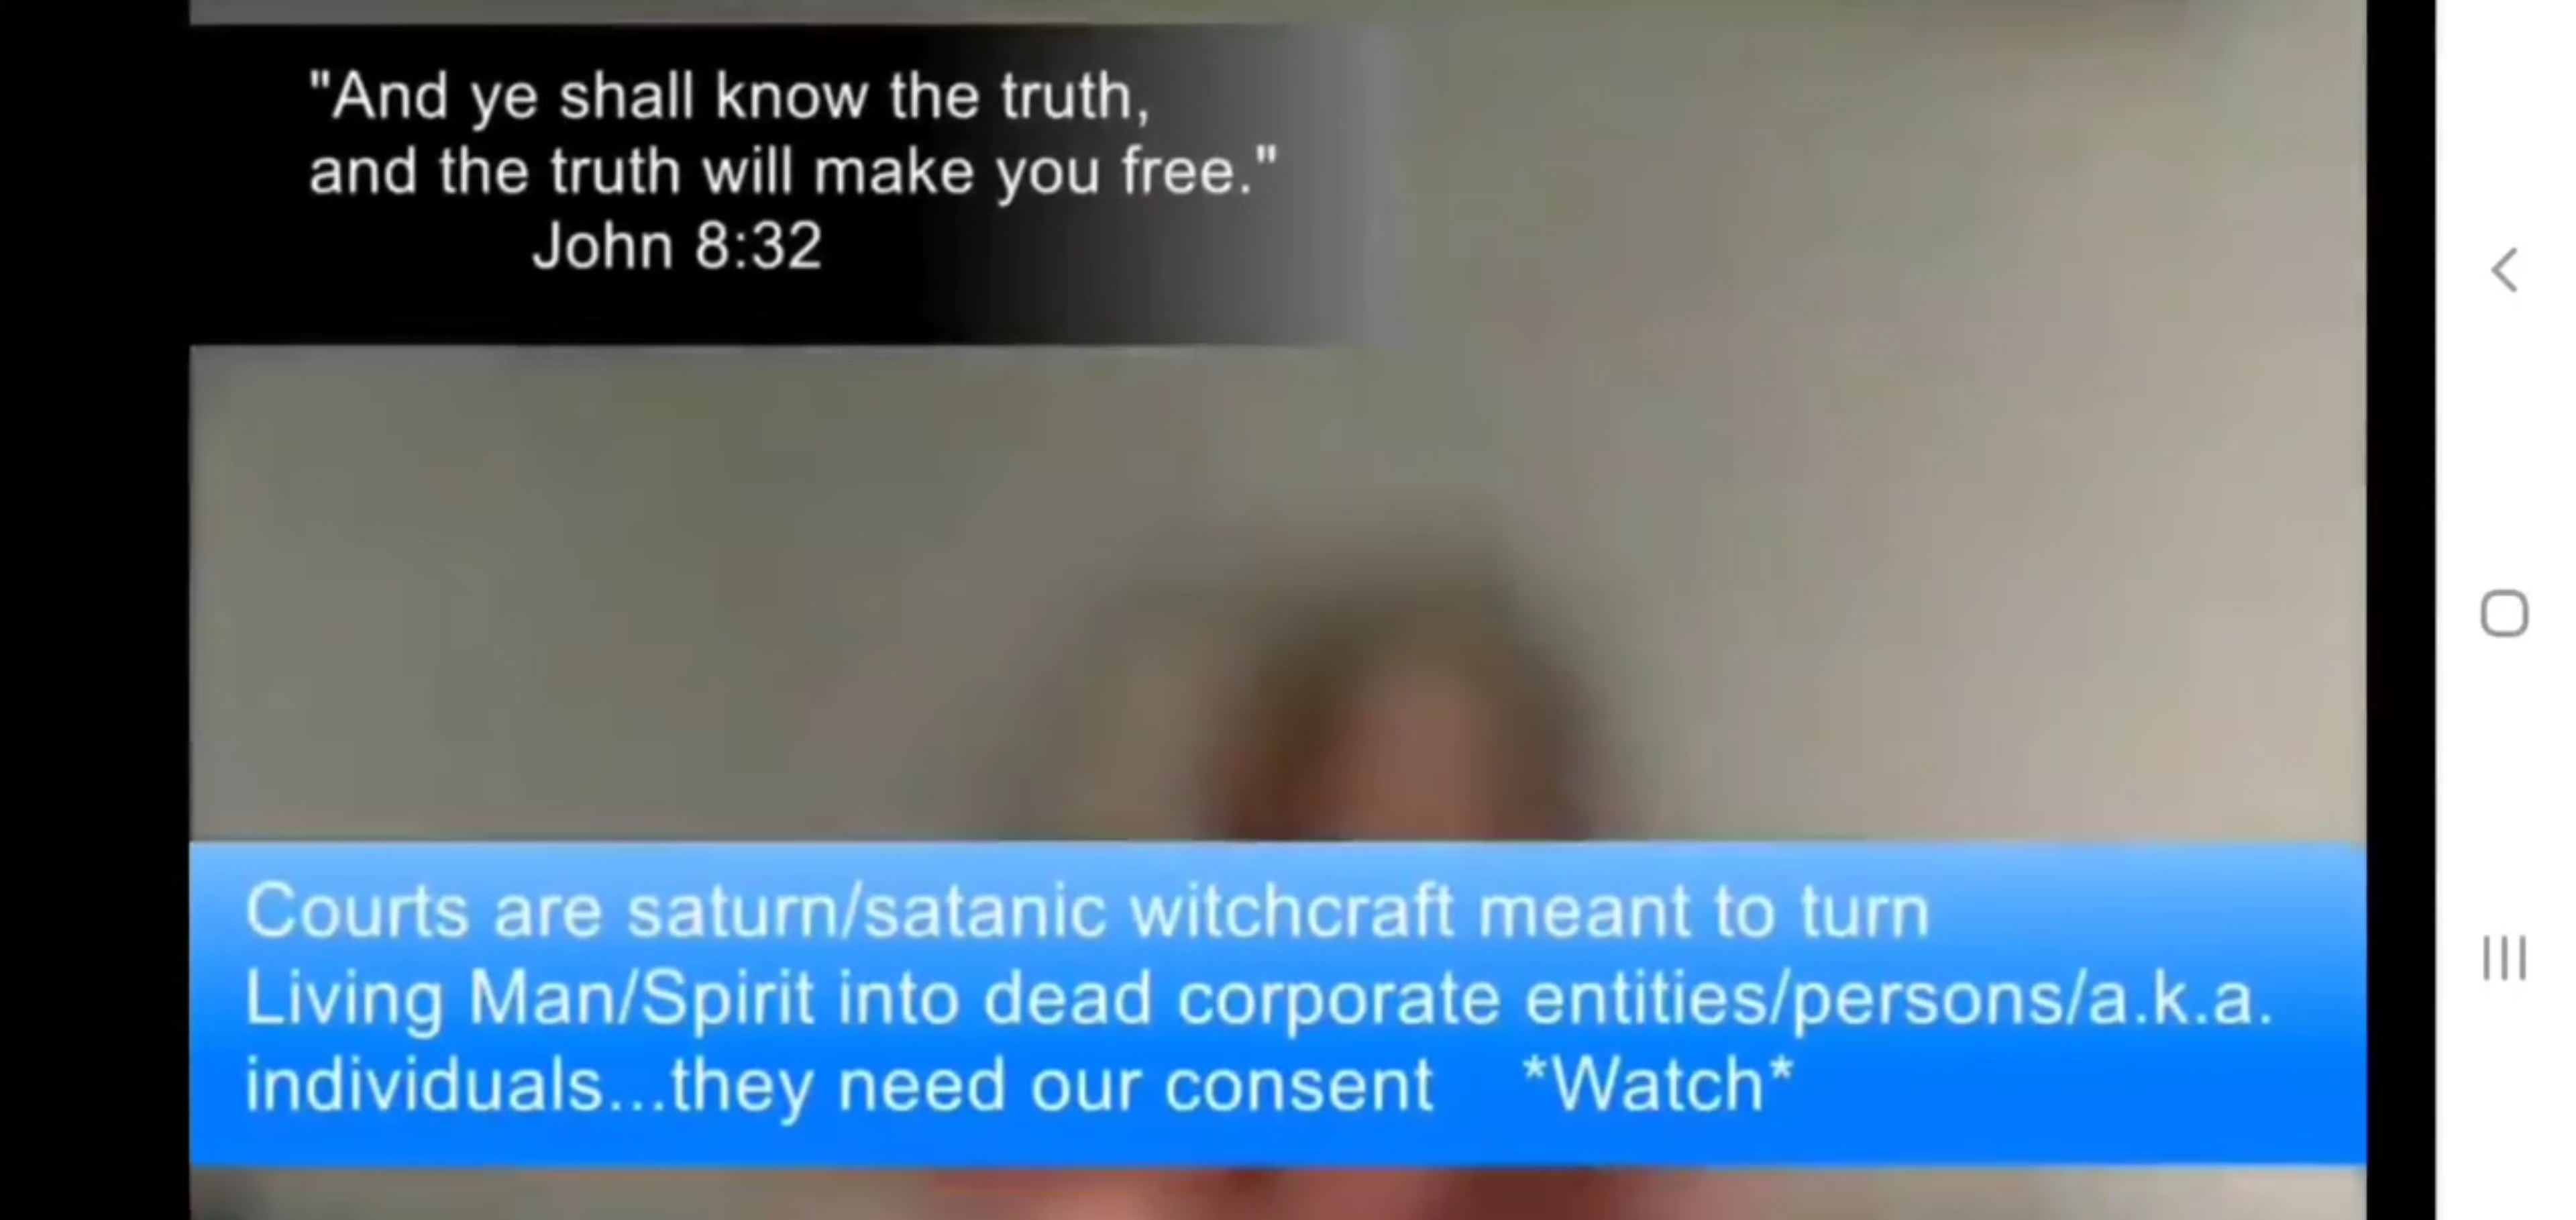 "And ye shall know the truth,
and the truth will make you free."
John 8:32
Courts are saturn/satanic witchcraft meant to turn
Living Man/Spirit into dead corporate entities/persons/a.k.a.
individuals...they need our consent *Watch*